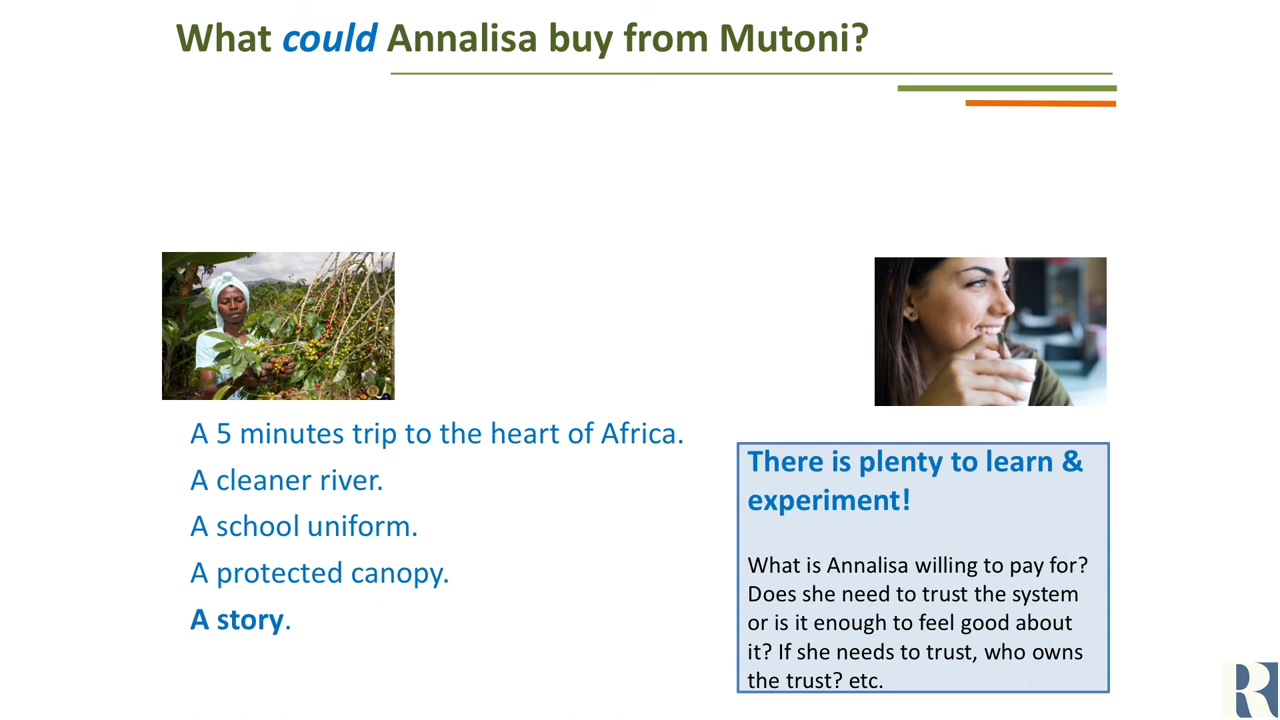 What could Annalisa buy from Mutoni?
A 5 minutes trip to the heart of Africa.
A cleaner river.
A school uniform.
A protected canopy.
A story.
There is plenty to learn &
experiment!
What is Annalisa willing to pay for?
Does she need to trust the system
or is it enough to feel good about
it? If she needs to trust, who owns
the trust? etc.
R